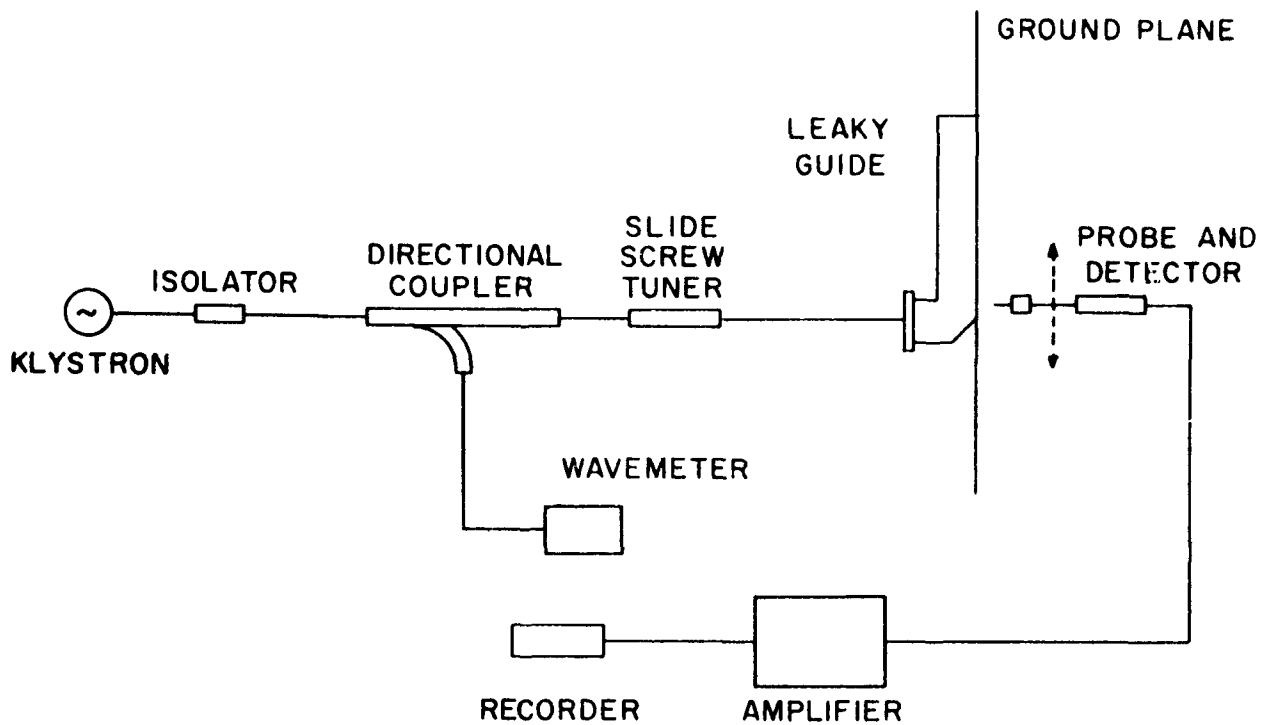 GROUND PLANE
LEAKY
GUIDE
SLIDE
SCREW
TUNER
PROBE AND
DETECTOR
DIRECTIONAL
COUPLER
ISOLATOR
~
KLYSTRON
WAVEMETER
RECORDER
AMPLIFIER